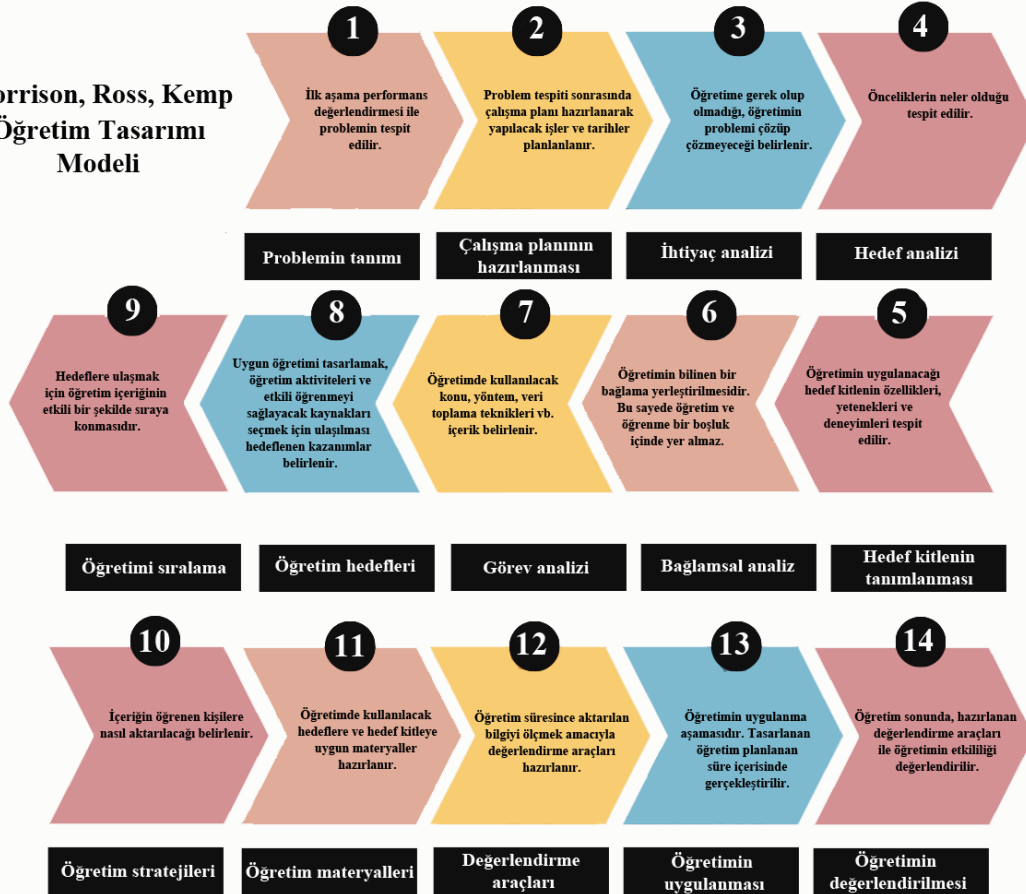 orrison, Ross, Kemp
Öğretim Tasarımı
Modeli
1
İlk aşama performans
değerlendirmesi ile
problemin tespit
edilir.
Problemin tanımı
2
Problem tespiti sonrasında
çalışma planı hazırlanarak
yapılacak işler ve tarihler
planlanlanır.
Çalışma planının
hazırlanması
3
Öğretime gerek olup
olmadığı, öğretimin
problemi çözüp
çözmeyeceği belirlenir.
İhtiyaç analizi
4
Önceliklerin neler olduğu
tespit edilir.
Hedef analizi
5
Öğretimin uygulanacağı
hedef kitlenin özellikleri,
yetenekleri ve
deneyimleri tespit
edilir.
Hedef kitlenin
tanımlanması
6
Öğretimin bilinen bir
bağlama yerleştirilmesidir.
Bu sayede öğretim ve
öğrenme bir boşluk
içinde yer almaz.
Bağlamsal analiz
7
Öğretimde kullanılacak
konu, yöntem, veri
toplama teknikleri vb.
içerik belirlenir.
Görev analizi
8
Uygun öğretimi tasarlamak,
öğretim aktiviteleri ve
etkili öğrenmeyi
sağlayacak kaynakları
seçmek için ulaşılması
hedeflenen kazanımlar
belirlenir.
Öğretim hedefleri
9
Hedeflere ulaşmak
için öğretim içeriğinin
etkili bir şekilde sıraya
konmasıdır.
Öğretimi sıralama
10
İçeriğin öğrenen kişilere
nasıl aktarılacağı belirlenir.
Öğretim stratejileri
11
Öğretimde kullanılacak
hedeflere ve hedef kitleye
uygun materyaller
hazırlanır.
Öğretim materyalleri
12
Öğretim süresince aktarılan
bilgiyi ölçmek amacıyla
değerlendirme araçları
hazırlanır.
Değerlendirme
araçları
13
Öğretimin uygulanma
aşamasıdır. Tasarlanan
öğretim planlanan
süre içerisinde
gerçekleştirilir.
Öğretimin
uygulanması
14
Öğretim sonunda, hazırlanan
değerlendirme araçları
ile öğretimin etkililiği
değerlendirilir.
Öğretimin
değerlendirilmesi